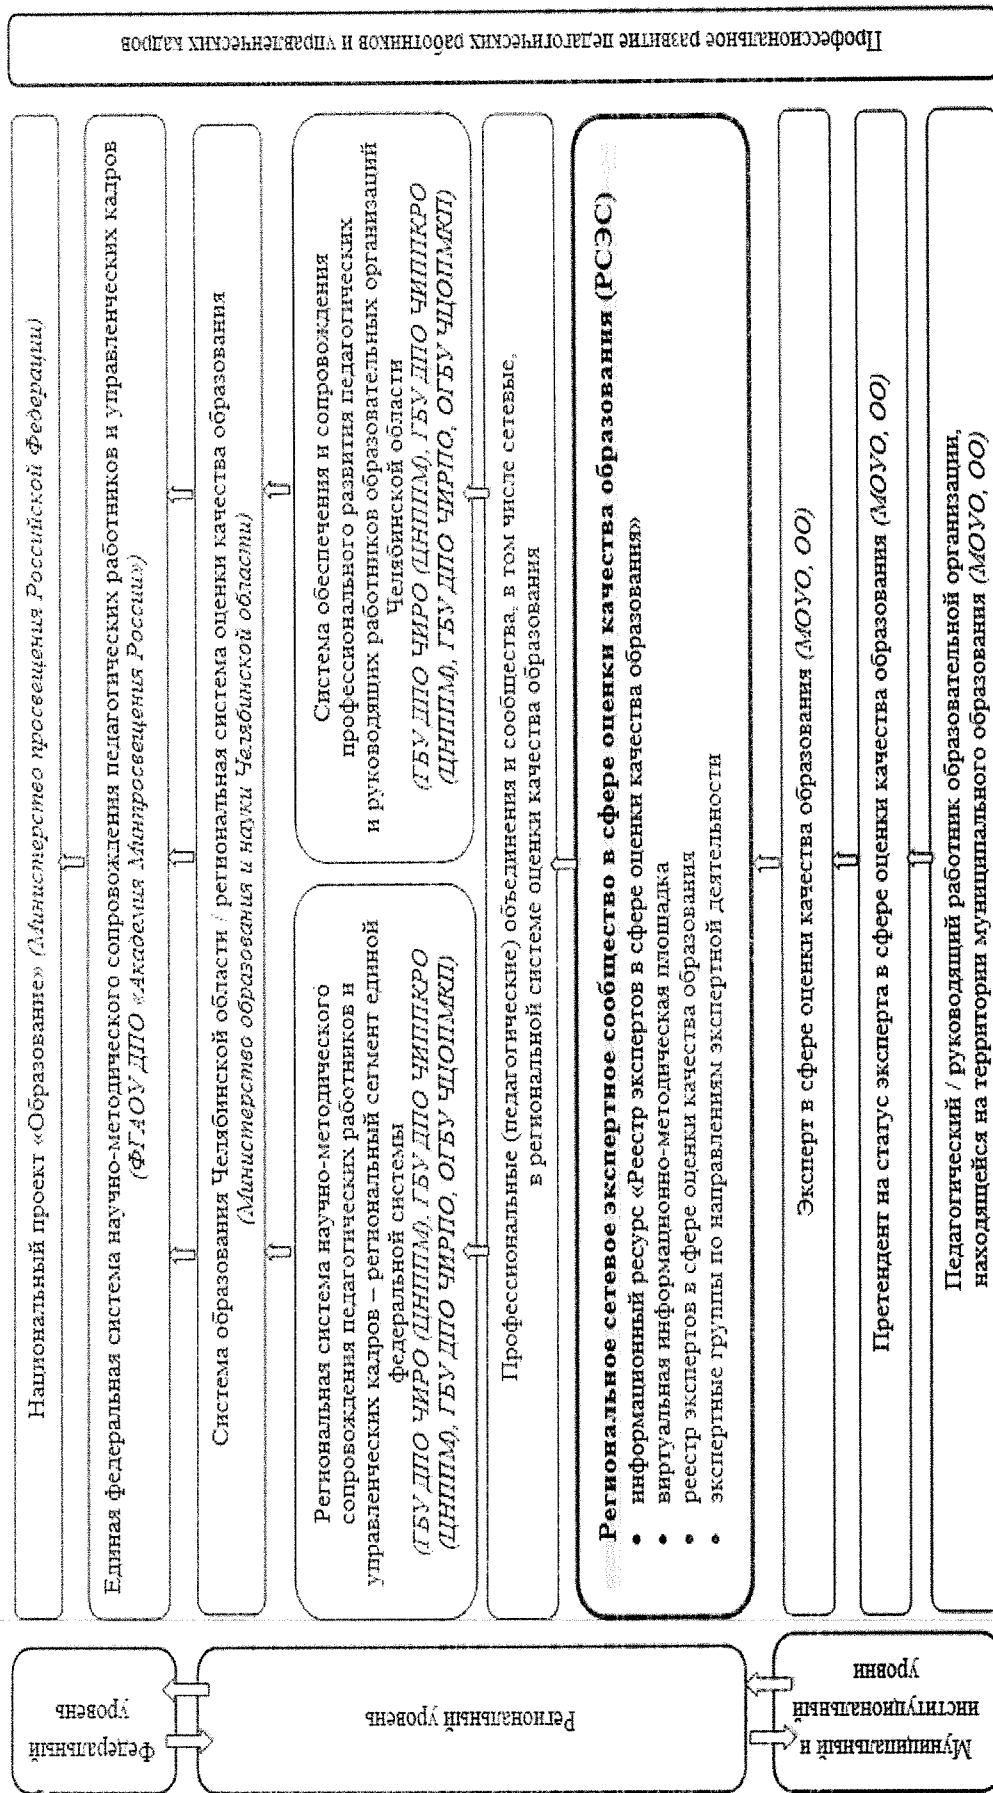 Федеральный
уровень
Региональный уровень
Муниципальный и
институциональный
уровни
Национальный проект «Образование» (Министерство просвещения Российской Федерации)
Единая федеральная система научно-методического сопровождения педагогических работников и управленческих кадров
(ФГАОУ ДПО «Академия Минпросвещения России»)
Система образования Челябинской области / региональная система оценки качества образования
(Министерство образования и науки Челябинской области)
Региональная система научно-методического
сопровождения педагогических работников и
управленческих кадров – региональный сегмент единой
федеральной системы
(ГБУ ДПО ЧИРО (ЦНППМ), ГБУ ДПО ЧИППКРО
(ЦНППМ), ГБУ ДПО ЧИРПО, ОГБУ ЧЦОПМКП)
Система обеспечения и сопровождения
профессионального развития педагогических
и руководящих работников образовательных организаций
Челябинской области
(ГБУ ДПО ЧИРО (ЦНППМ), ГБУ ДПО ЧИППКРО
(ЦНППМ), ГБУ ДПО ЧИРПО, ОГБУ ЧЦОПМКП)
Профессиональные (педагогические) объединения и сообщества, в том числе сетевые,
в региональной системе оценки качества образования
Региональное сетевое экспертное сообщество в сфере оценки качества образования (РСЭС)
• информационный ресурс «Реестр экспертов в сфере оценки качества образования»
• виртуальная информационно-методическая площадка
• реестр экспертов в сфере оценки качества образования
• экспертные группы по направлениям экспертной деятельности
Эксперт в сфере оценки качества образования (МОУО, ОО)
Претендент на статус эксперта в сфере оценки качества образования (МОУО, ОО)
Педагогический / руководящий работник образовательной организации,
находящейся на территории муниципального образования (МОУО, ОО)
Профессиональное развитие педагогических работников и управленческих кадров